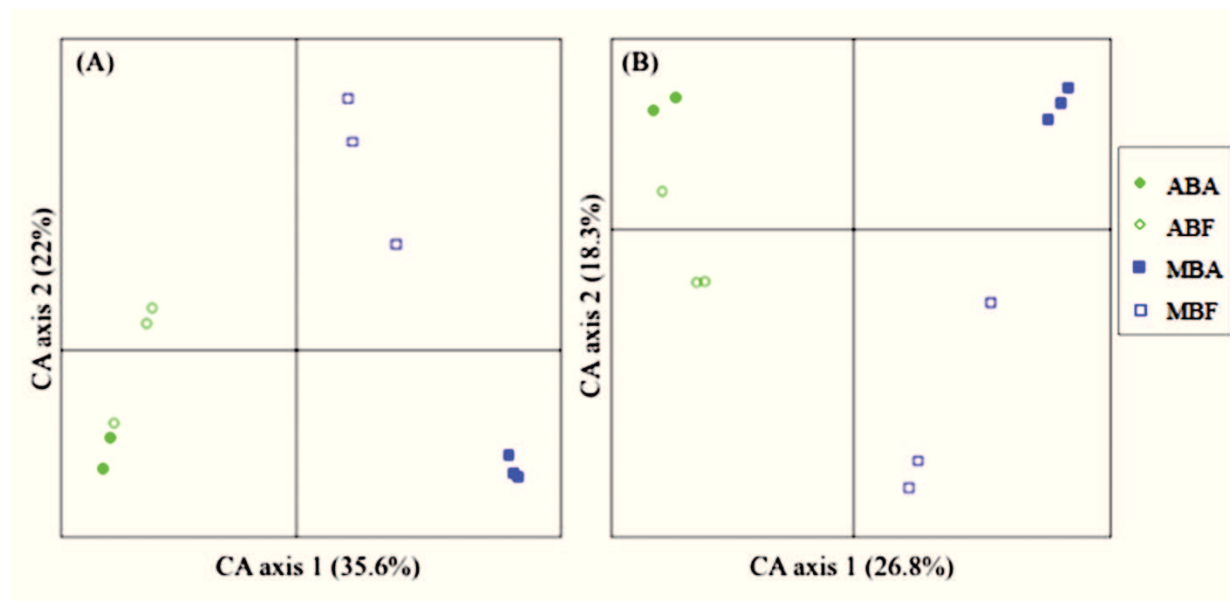 (A)
CA axis 2 (22%)
CA axis 1 (35.6%)
(B)
CA axis 2 (18.3%)
CA axis 1 (26.8%)
ABA
ABF
MBA
MBF